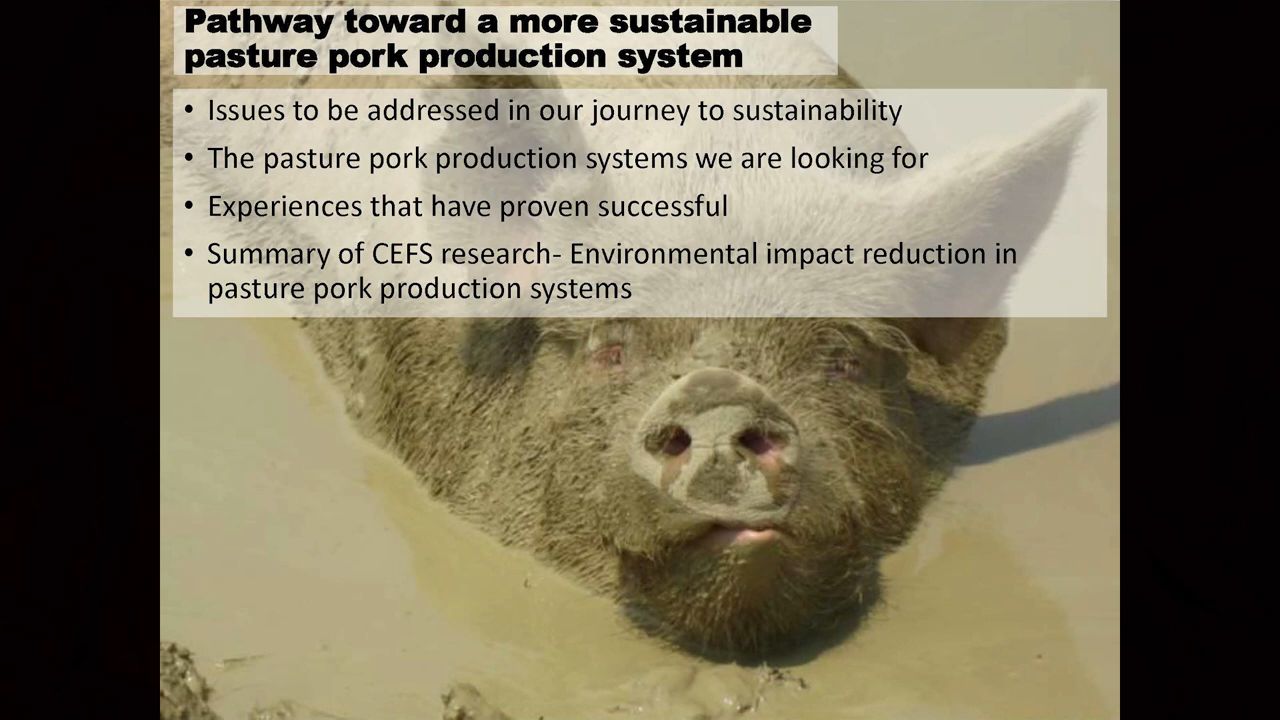 Pathway toward a more sustainable
pasture pork production system
• Issues to be addressed in our journey to sustainability
• The pasture pork production systems we are looking for
• Experiences that have proven successful
• Summary of CEFS research- Environmental impact reduction in
pasture pork production systems